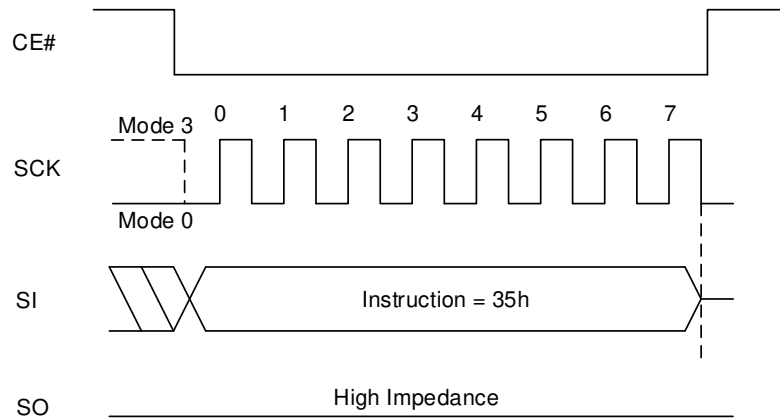 CE#
0 1 2 3 4 5 6 7
Mode 3
SCK
Mode 0
SI
Instruction = 35h
SO
High Impedance